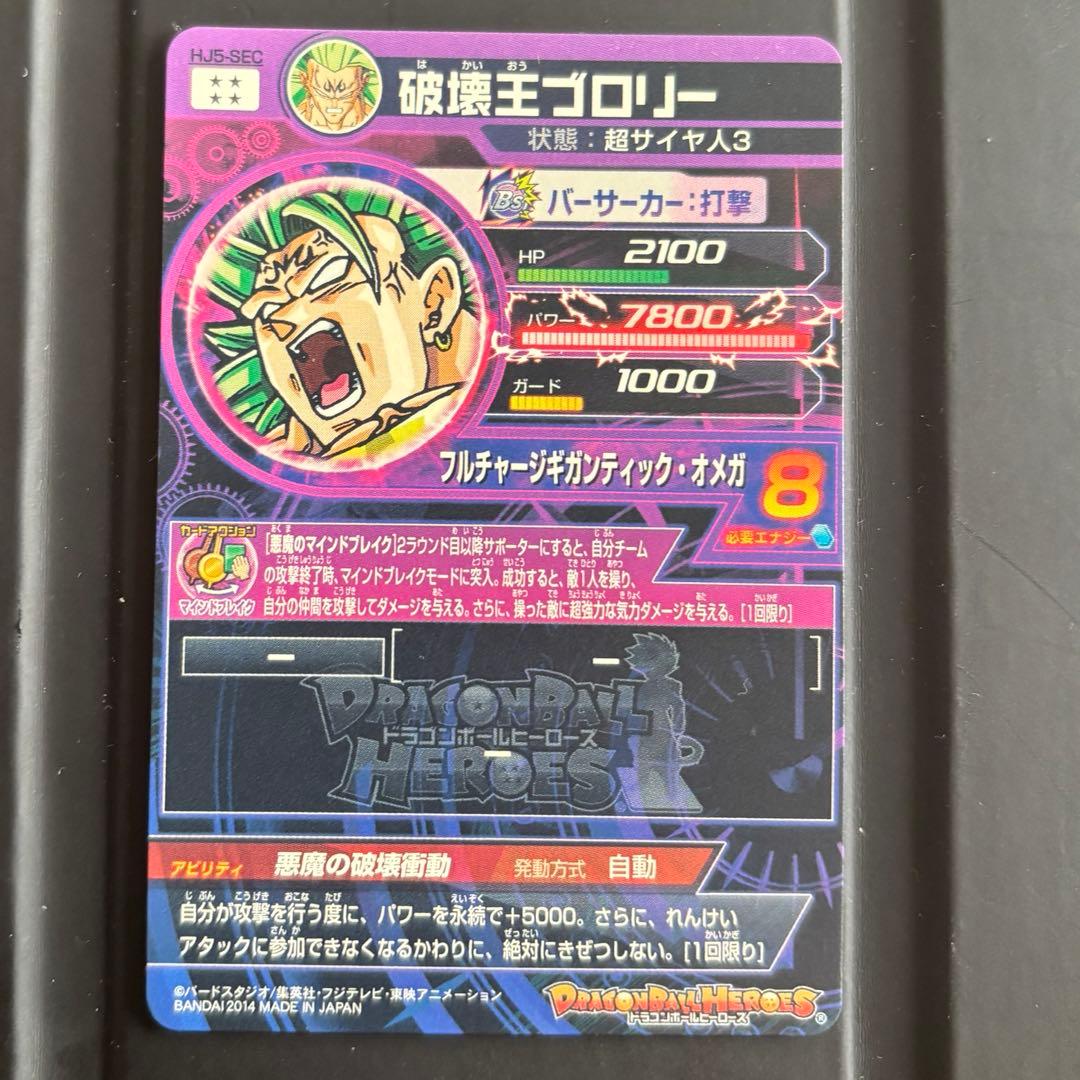 HJ5-SEC
はかいおう
破壊王ブロリー
状態：超サイヤ人3
Bs バーサーカー：打撃
HP 2100
パワー 7800
ガード 1000
フルチャージギガンティック・オメガ
8
必要エナジー
カードアクション
マインドブレイク
[悪魔のマインドブレイク]2ラウンド目以降サポーターにすると、自分チーム
の攻撃終了時、マインドブレイクモードに突入。成功すると、敵1人を操り、
自分の仲間を攻撃してダメージを与える。さらに、操った敵に超強力な気力ダメージを与える。[1回限り]
ー
ー
ー
DRAGONBALL
ドラゴンボールヒーローズ
HEROES
アビリティ 悪魔の破壊衝動 発動方式 自動
自分が攻撃を行う度に、パワーを永続で+5000。さらに、れんけい
アタックに参加できなくなるかわりに、絶対にきぜつしない。[1回限り]
©バードスタジオ/集英社・フジテレビ・東映アニメーション
BANDAI 2014 MADE IN JAPAN
DRAGONBALL HEROES
ドラゴンボールヒーローズ
®